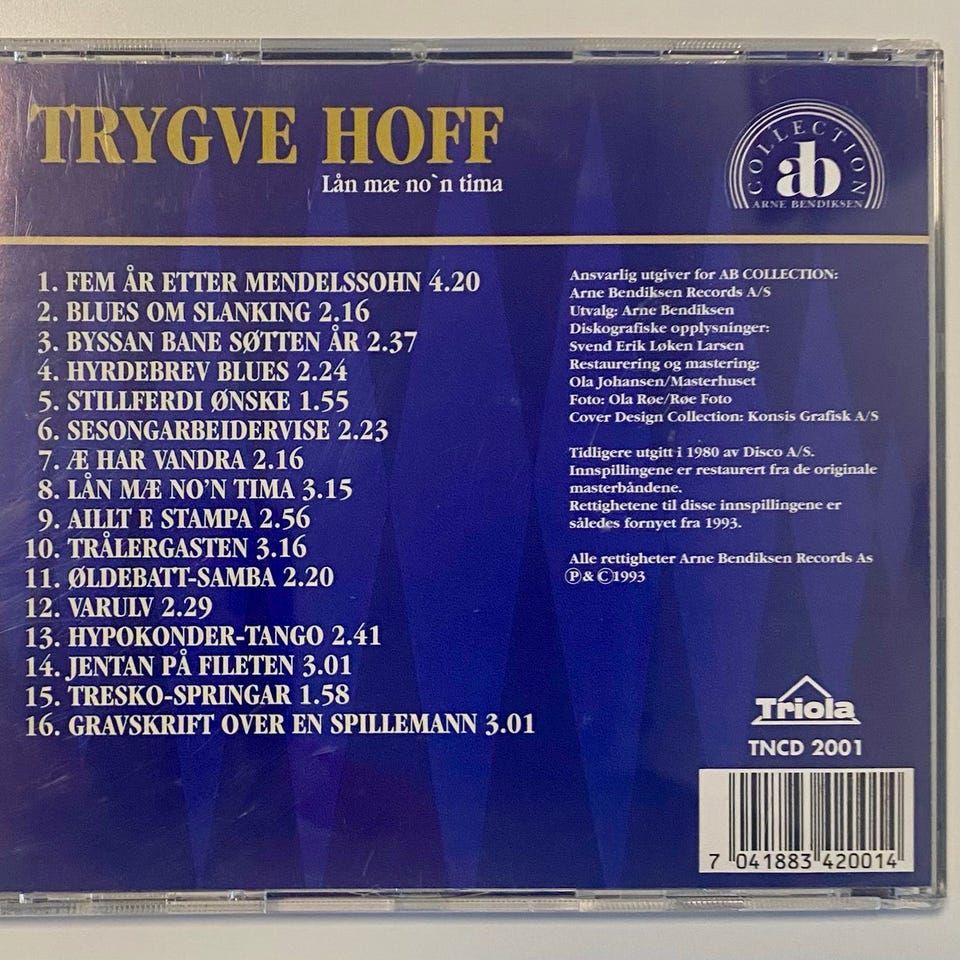 TRYGVE HOFF
Lån mæ no`n tima
COLLECTION
ab
ARNE BENDIKSEN
1. FEM ÅR ETTER MENDELSSOHN 4.20
2. BLUES OM SLANKING 2.16
3. BYSSAN BANE SØTTEN ÅR 2.37
4. HYRDEBREV BLUES 2.24
5. STILLFERDI ØNSKE 1.55
6. SESONGARBEIDERVISE 2.23
7. Æ HAR VANDRA 2.16
8. LÅN MÆ NO'N TIMA 3.15
9. AILLT E STAMPA 2.56
10. TRÅLERGASTEN 3.16
11. ØLDEBATT-SAMBA 2.20
12. VARULV 2.29
13. HYPOKONDER-TANGO 2.41
14. JENTAN PÅ FILETEN 3.01
15. TRESKO-SPRINGAR 1.58
16. GRAVSKRIFT OVER EN SPILLEMANN 3.01
Ansvarlig utgiver for AB COLLECTION:
Arne Bendiksen Records A/S
Utvalg: Arne Bendiksen
Diskografiske opplysninger:
Svend Erik Løken Larsen
Restaurering og mastering:
Ola Johansen/Masterhuset
Foto: Ola Røe/Røe Foto
Cover Design Collection: Konsis Grafisk A/S
Tidligere utgitt i 1980 av Disco A/S.
Innspillingene er restaurert fra de originale
masterbåndene.
Rettighetene til disse innspillingene er
således fornyet fra 1993.
Alle rettigheter Arne Bendiksen Records As
Ⓟ & Ⓒ 1993
Triola
TNCD 2001
7 041883 420014